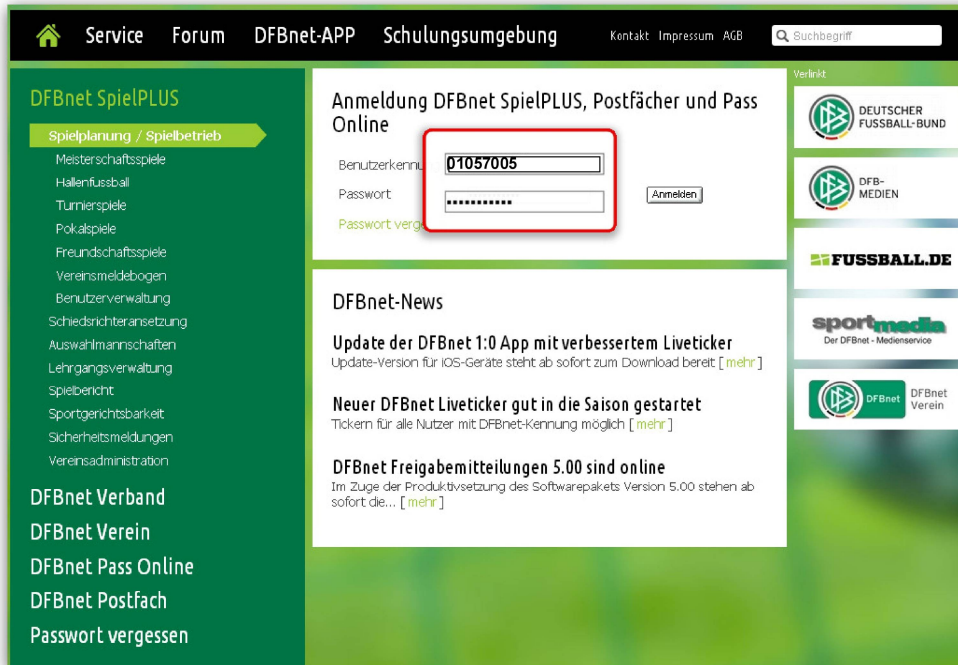 Service Forum DFBnet-APP Schulungsumgebung Kontakt Impressum AGB Suchbegriff
DFBnet SpielPLUS
Spielplanung / Spielbetrieb
Meisterschaftsspiele
Hallenfussball
Turnierspiele
Pokalspiele
Freundschaftsspiele
Vereinsmeldebogen
Benutzerverwaltung
Schiedsrichteransetzung
Auswahlmannschaften
Lehrgangsverwaltung
Spielbericht
Sportgerichtsbarkeit
Sicherheitsmeldungen
Vereinsadministration
DFBnet Verband
DFBnet Verein
DFBnet Pass Online
DFBnet Postfach
Passwort vergessen
Anmeldung DFBnet SpielPLUS, Postfächer und Pass
Online
Benutzerkennu 01057005
Passwort ••••••••••• Anmelden
Passwort verge
DFBnet-News
Update der DFBnet 1:0 App mit verbessertem Liveticker
Update-Version für iOS-Geräte steht ab sofort zum Download bereit [ mehr ]
Neuer DFBnet Liveticker gut in die Saison gestartet
Tickern für alle Nutzer mit DFBnet-Kennung möglich [ mehr ]
DFBnet Freigabemitteilungen 5.00 sind online
Im Zuge der Produktivsetzung des Softwarepakets Version 5.00 stehen ab
sofort die... [ mehr ]
Verlinkt
DEUTSCHER
FUSSBALL-BUND
DFB-
MEDIEN
FUSSBALL.DE
sportmedia
Der DFBnet - Medienservice
DFBnet
DFBnet
Verein